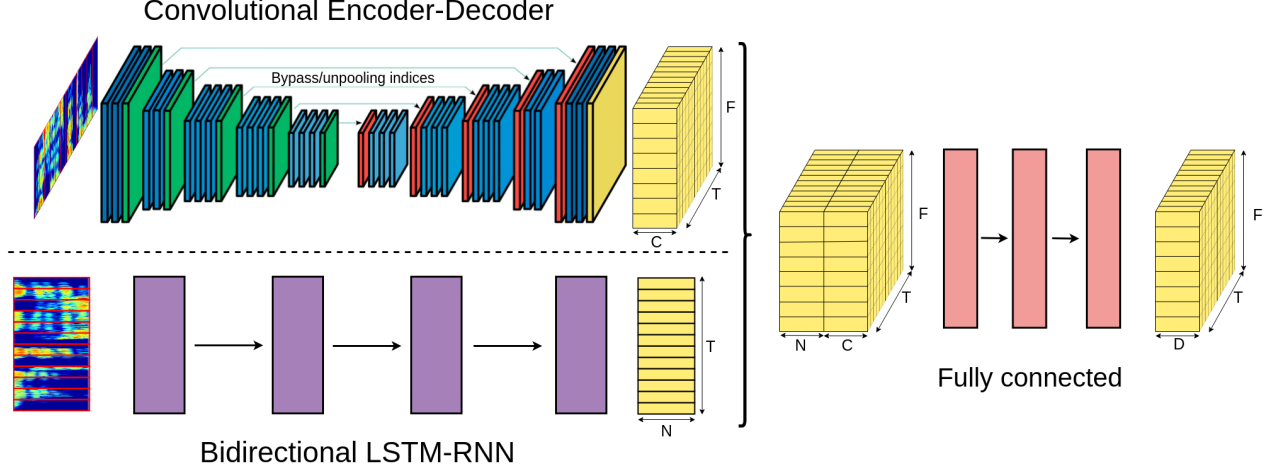 Convolutional Encoder-Decoder
Bypass/unpooling indices
F
T
C
T
N
Bidirectional LSTM-RNN
F
T
N
C
Fully connected
F
T
D